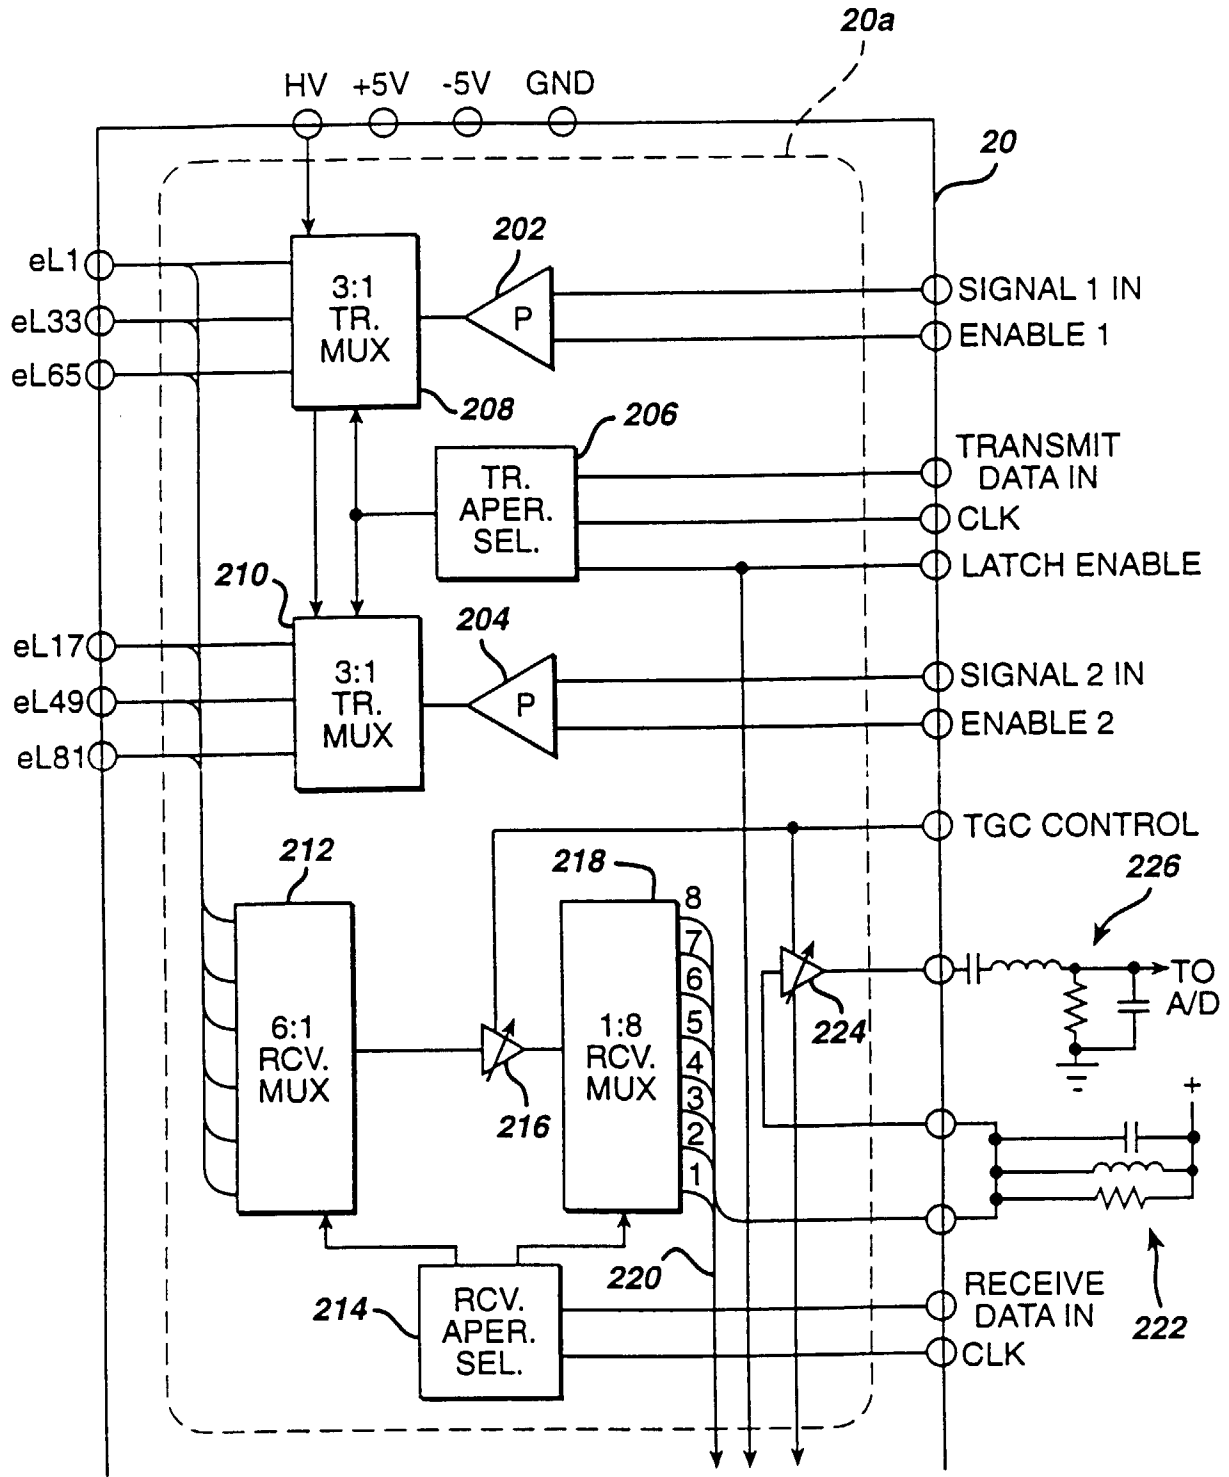 20a
HV +5V -5V GND
20
202
eL1
3:1
TR.
MUX
P
SIGNAL 1 IN
eL33
ENABLE 1
eL65
208
206
TRANSMIT
DATA IN
TR.
APER.
SEL.
CLK
LATCH ENABLE
210
204
eL17
3:1
TR.
MUX
P
SIGNAL 2 IN
eL49
ENABLE 2
eL81
TGC CONTROL
212
218
226
8
7
6
5
4
3
2
1
6:1
RCV.
MUX
216
1:8
RCV.
MUX
224
TO
A/D
+
220
222
214
RCV.
APER.
SEL.
RECEIVE
DATA IN
CLK